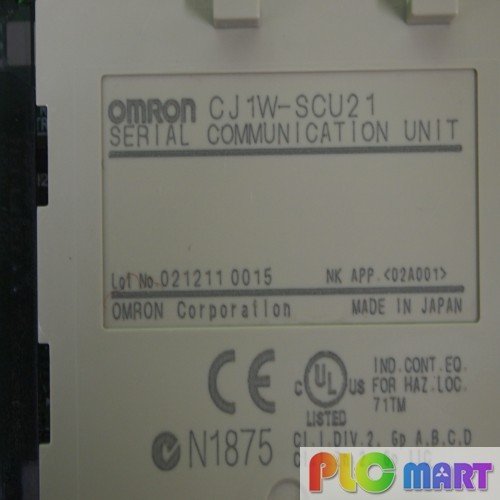 OMRON CJ1W-SCU21
SERIAL COMMUNICATION UNIT
Lot No. 021211 0015 NK APP. <02A001>
OMRON Corporation MADE IN JAPAN
CE
C UL US
LISTED
IND. CONT. EQ.
FOR HAZ. LOC.
71TM
N1875
CI. I, DIV. 2, Gp A, B, C, D
PLC MART